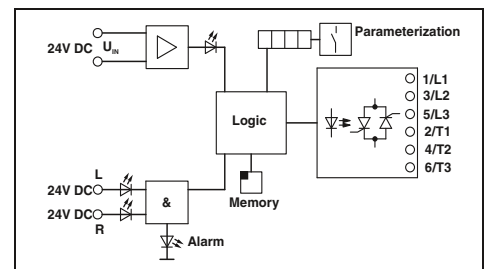 Parameterization
24V DC U_IN
1/L1
3/L2
5/L3
2/T1
4/T2
6/T3
Logic
L
24V DC
&
24V DC
R
Memory
Alarm